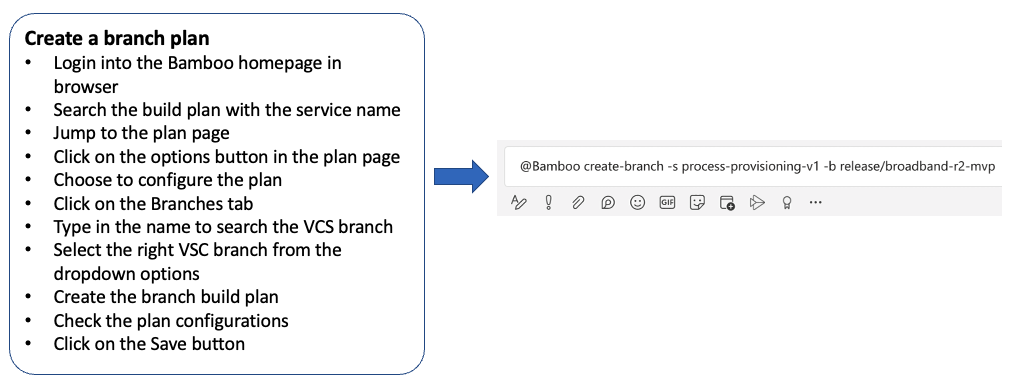 Create a branch plan
• Login into the Bamboo homepage in
browser
• Search the build plan with the service name
• Jump to the plan page
• Click on the options button in the plan page
• Choose to configure the plan
• Click on the Branches tab
• Type in the name to search the VCS branch
• Select the right VSC branch from the
dropdown options
• Create the branch build plan
• Check the plan configurations
• Click on the Save button
@Bamboo create-branch -s process-provisioning-v1 -b release/broadband-r2-mvp
GIF